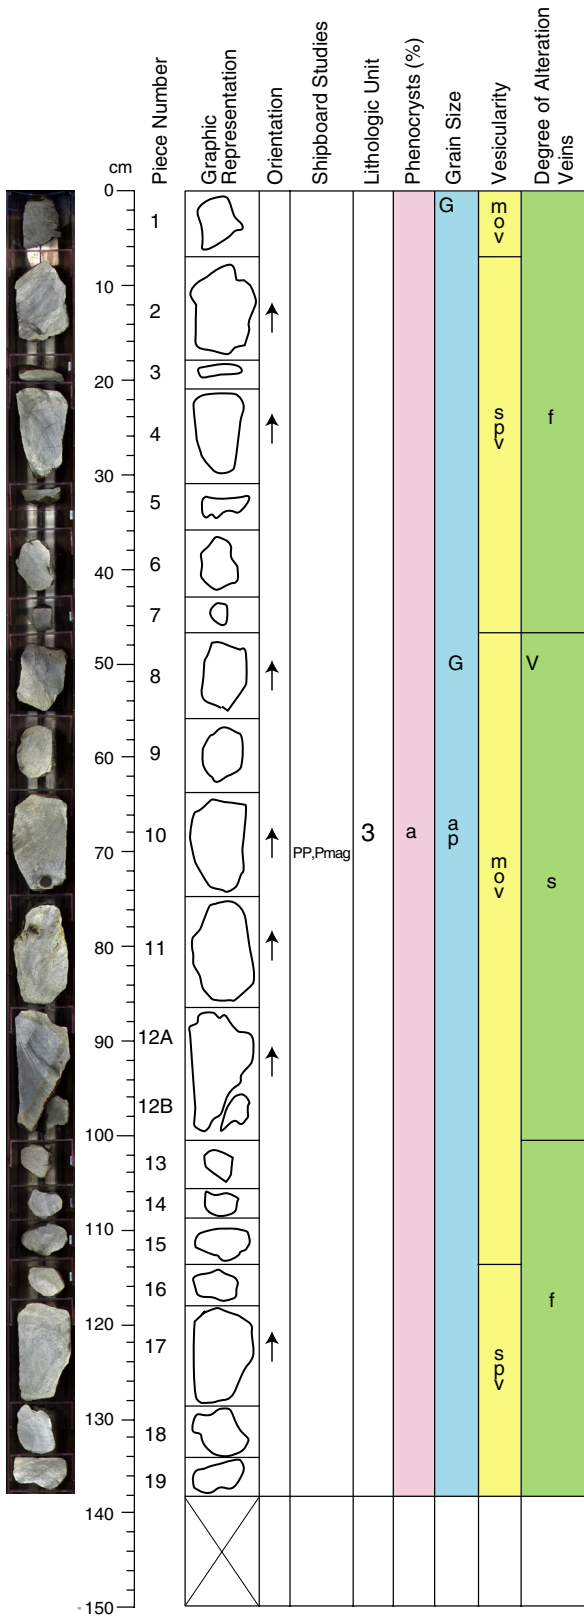 cm
Piece Number
Graphic
Representation
Orientation
Shipboard Studies
Lithologic Unit
Phenocrysts (%)
Grain Size
Vesicularity
Degree of Alteration
Veins
0
10
20
30
40
50
60
70
80
90
100
110
120
130
140
150
1
2
3
4
5
6
7
8
9
10
11
12A
12B
13
14
15
16
17
18
19
PP,Pmag
3
a
G
G
a
p
m
o
v
s
p
v
m
o
v
s
p
v
f
V
s
f